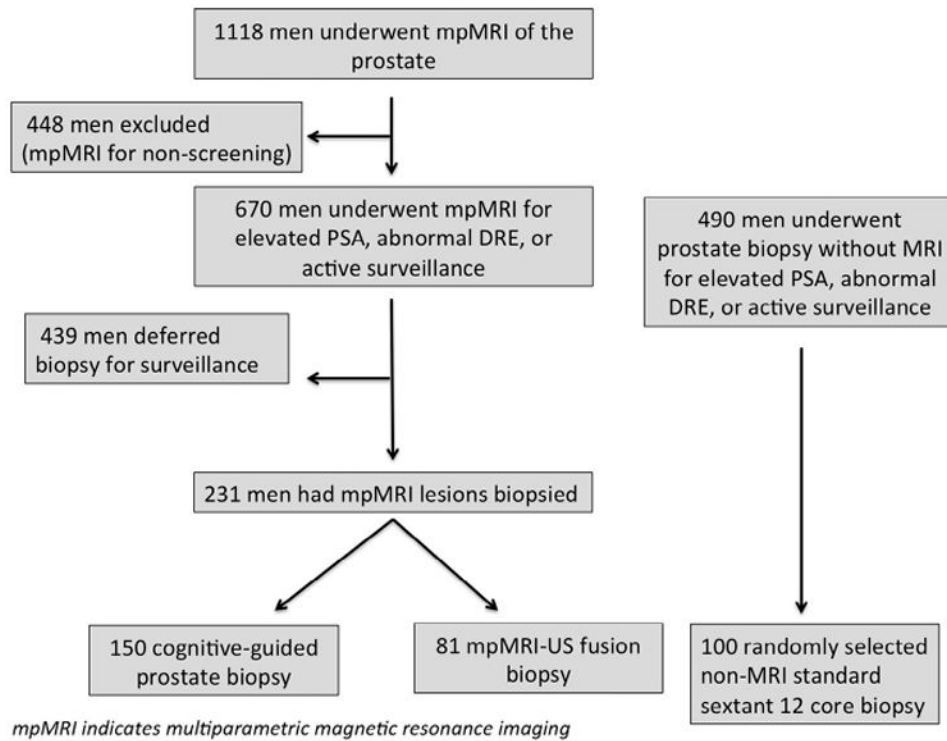 1118 men underwent mpMRI of the
prostate
448 men excluded
(mpMRI for non-screening)
670 men underwent mpMRI for
elevated PSA, abnormal DRE, or
active surveillance
490 men underwent
prostate biopsy without MRI
for elevated PSA, abnormal
DRE, or active surveillance
439 men deferred
biopsy for surveillance
231 men had mpMRI lesions biopsied
150 cognitive-guided
prostate biopsy
81 mpMRI-US fusion
biopsy
100 randomly selected
non-MRI standard
sextant 12 core biopsy
mpMRI indicates multiparametric magnetic resonance imaging